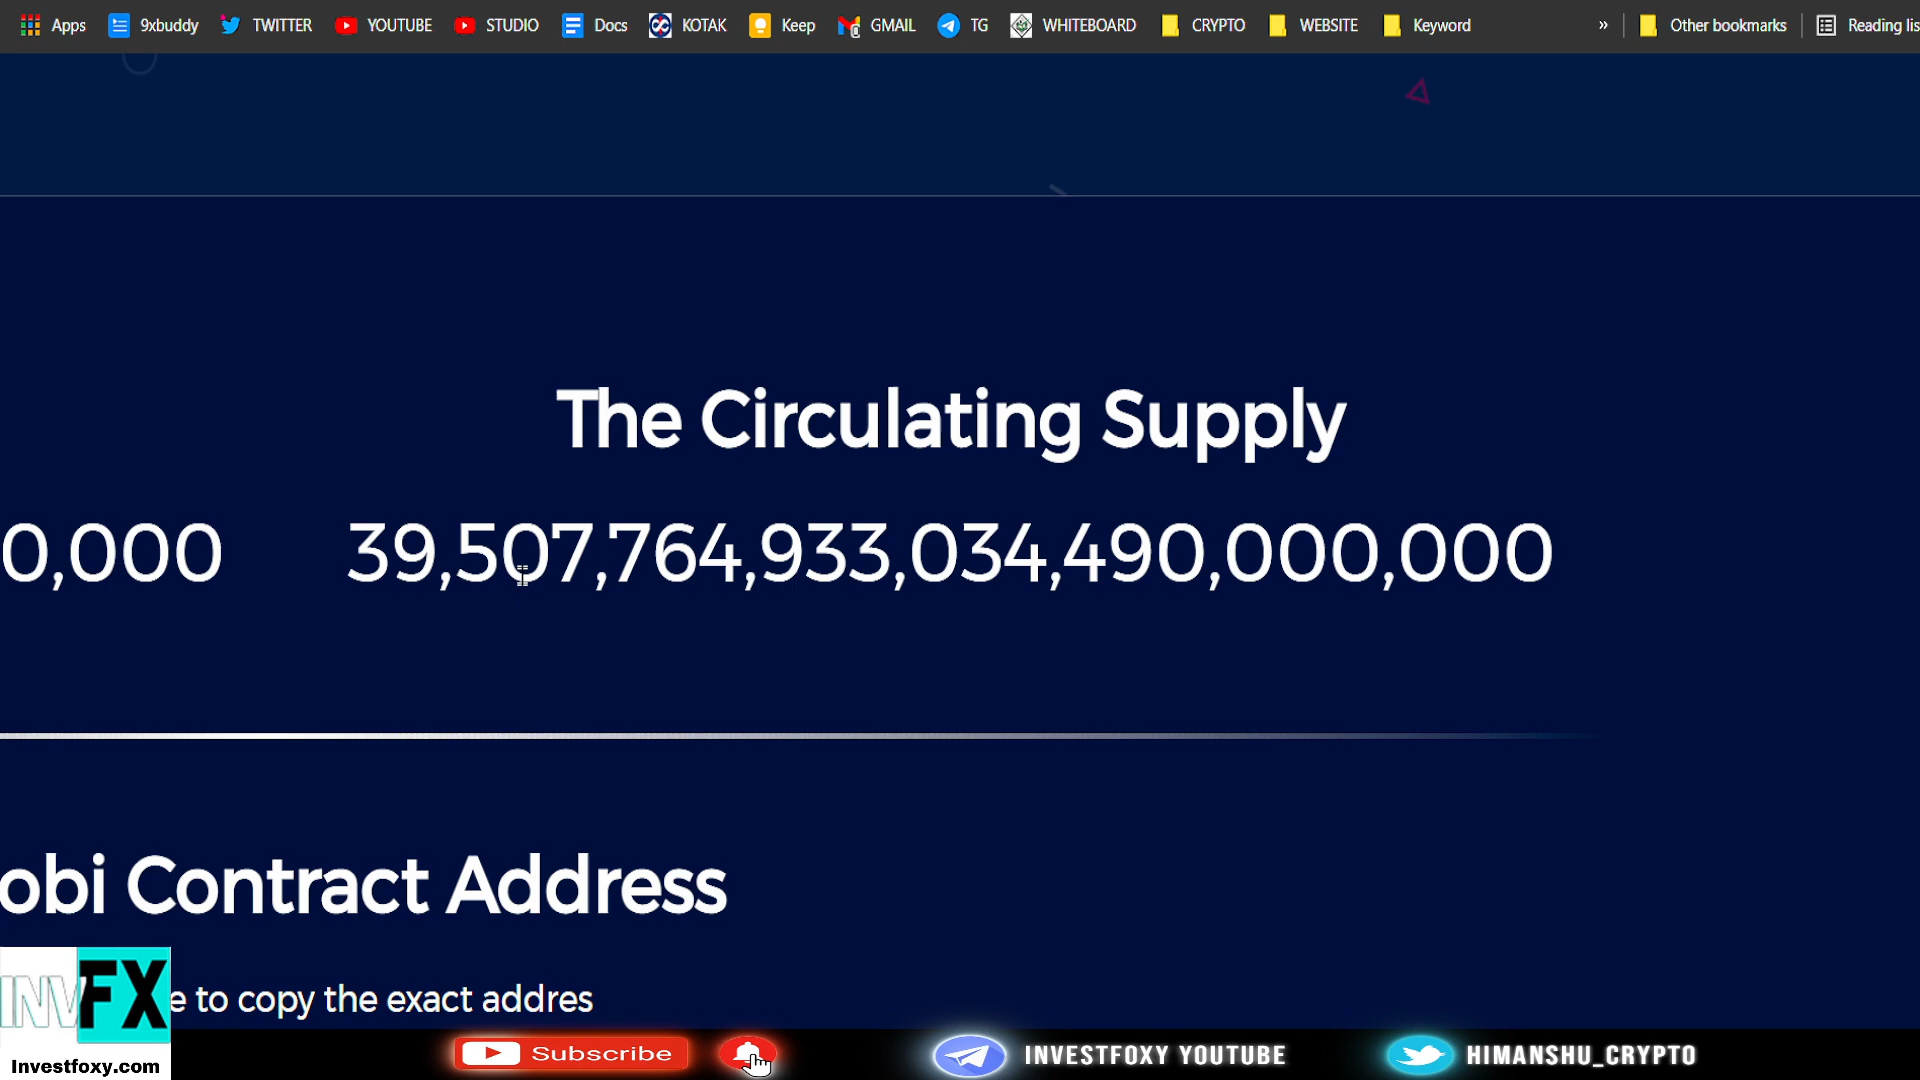 Apps 9xbuddy TWITTER YOUTUBE STUDIO Docs KOTAK Keep GMAIL TG WHITEBOARD CRYPTO WEBSITE Keyword » Other bookmarks Reading lis
The Circulating Supply
0,000 39,507,764,933,034,490,000,000
obi Contract Address
INVFX
e to copy the exact addres
Investfoxy.com
Subscribe INVESTFOXY YOUTUBE HIMANSHU_CRYPTO